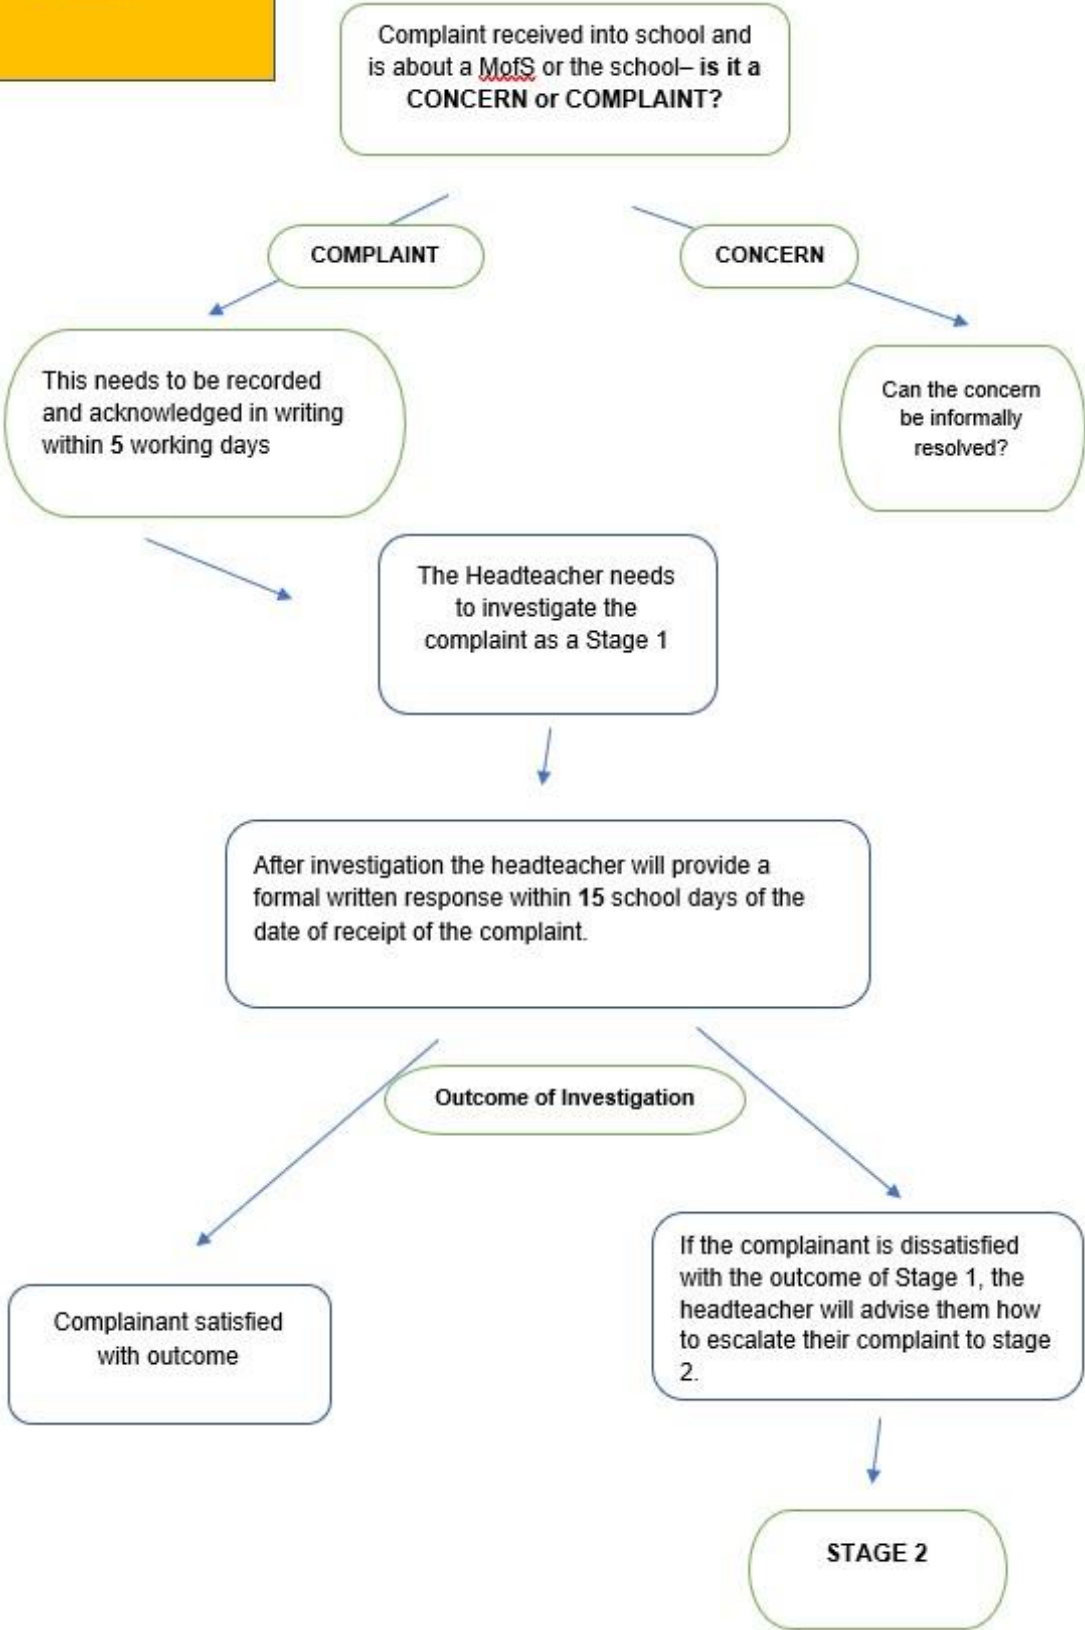 Complaint received into school and
is about a MofS or the school– is it a
CONCERN or COMPLAINT?
COMPLAINT
CONCERN
This needs to be recorded
and acknowledged in writing
within 5 working days
Can the concern
be informally
resolved?
The Headteacher needs
to investigate the
complaint as a Stage 1
After investigation the headteacher will provide a
formal written response within 15 school days of the
date of receipt of the complaint.
Outcome of Investigation
Complainant satisfied
with outcome
If the complainant is dissatisfied
with the outcome of Stage 1, the
headteacher will advise them how
to escalate their complaint to stage
2.
STAGE 2